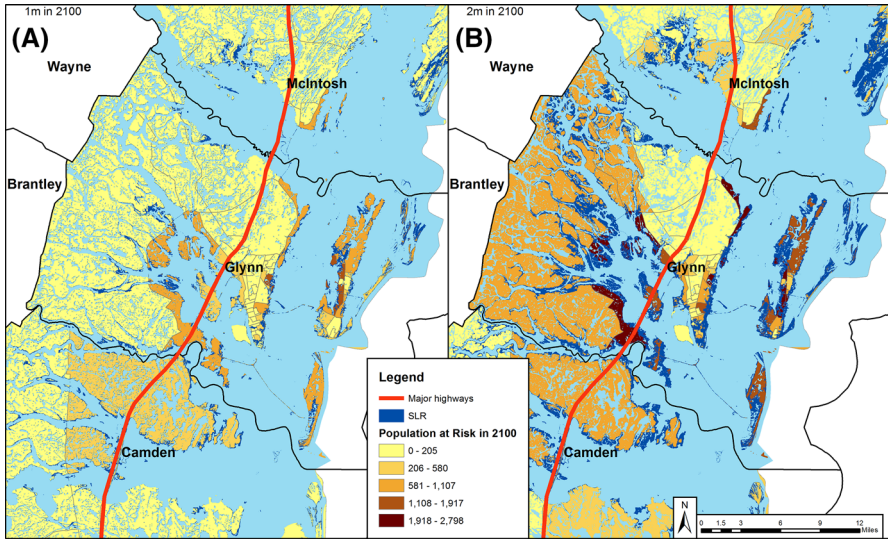 1m in 2100
(A)
Wayne
McIntosh
Brantley
Glynn
Camden
2m in 2100
(B)
Wayne
McIntosh
Brantley
Glynn
Camden
Legend
Major highways
SLR
Population at Risk in 2100
0 - 205
206 - 580
581 - 1,107
1,108 - 1,917
1,918 - 2,798
N
0 1.5 3 6 9 12
Miles